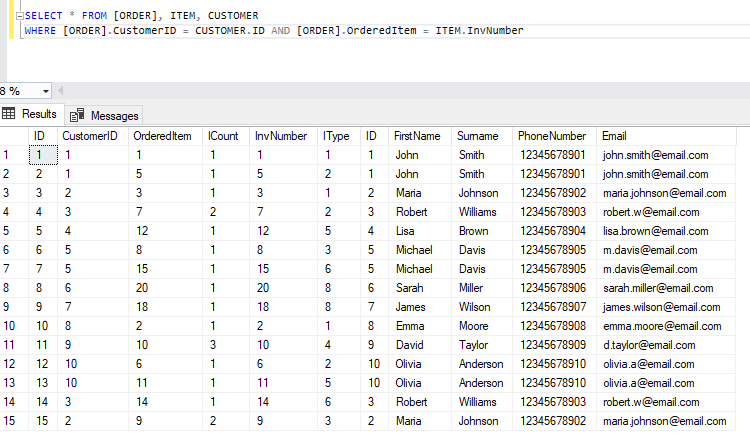 SELECT * FROM [ORDER], ITEM, CUSTOMER
WHERE [ORDER].CustomerID = CUSTOMER.ID AND [ORDER].OrderedItem = ITEM.InvNumber
8 %
Results Messages
ID CustomerID OrderedItem ICount InvNumber IType ID FirstName Surname PhoneNumber Email
1 1 1 1 1 1 1 1 John Smith 12345678901 john.smith@email.com
2 2 1 5 1 5 2 1 John Smith 12345678901 john.smith@email.com
3 3 2 3 1 3 1 2 Maria Johnson 12345678902 maria.johnson@email.com
4 4 3 7 2 7 2 3 Robert Williams 12345678903 robert.w@email.com
5 5 4 12 1 12 5 4 Lisa Brown 12345678904 lisa.brown@email.com
6 6 5 8 1 8 3 5 Michael Davis 12345678905 m.davis@email.com
7 7 5 15 1 15 6 5 Michael Davis 12345678905 m.davis@email.com
8 8 6 20 1 20 8 6 Sarah Miller 12345678906 sarah.miller@email.com
9 9 7 18 1 18 8 7 James Wilson 12345678907 james.wilson@email.com
10 10 8 2 1 2 1 8 Emma Moore 12345678908 emma.moore@email.com
11 11 9 10 3 10 4 9 David Taylor 12345678909 d.taylor@email.com
12 12 10 6 1 6 2 10 Olivia Anderson 12345678910 olivia.a@email.com
13 13 10 11 1 11 5 10 Olivia Anderson 12345678910 olivia.a@email.com
14 14 3 14 1 14 6 3 Robert Williams 12345678903 robert.w@email.com
15 15 2 9 2 9 3 2 Maria Johnson 12345678902 maria.johnson@email.com